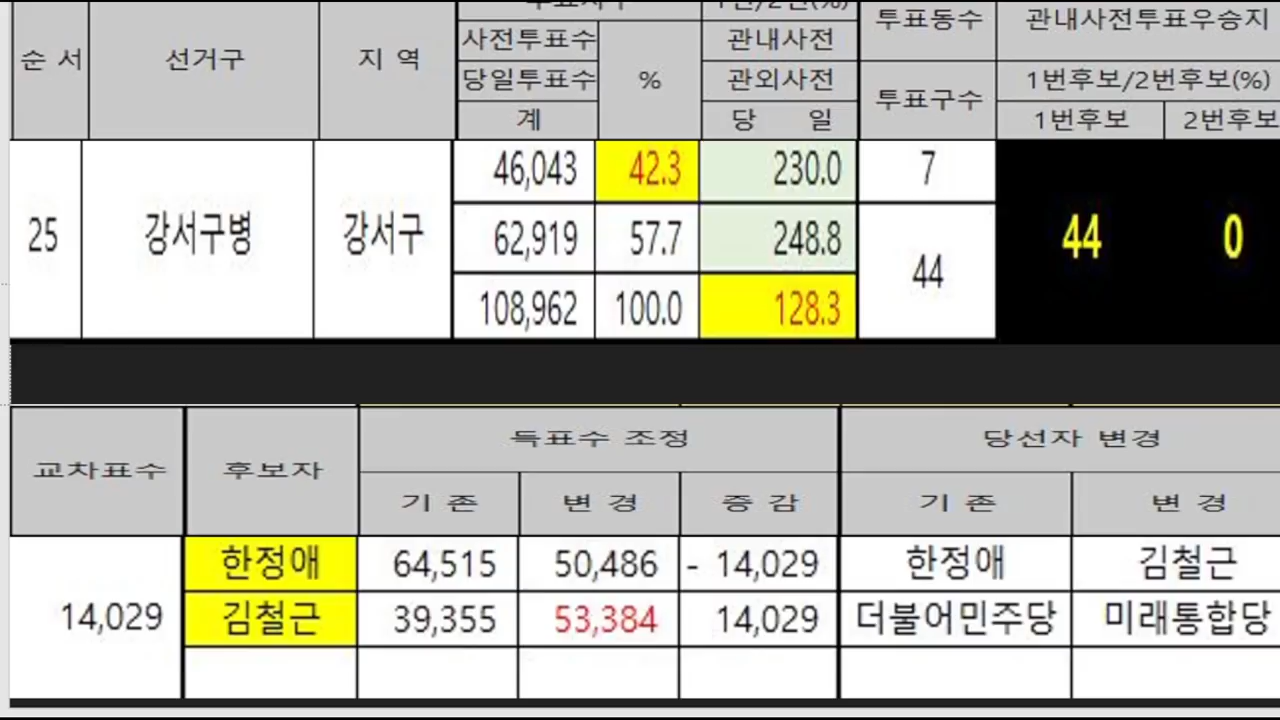 순 서 선거구 지 역 사전투표수 당일투표수 계 % 1번/2번(%) 관내사전 관외사전 당 일 투표동수 투표구수 관내사전투표우승지 1번후보/2번후보(%) 1번후보 2번후보
25 강서구병 강서구
46,043 42.3 230.0 7
62,919 57.7 248.8 44 44 0
108,962 100.0 128.3
교차표수 후보자 득표수 조정 당선자 변경
기 존 변 경 증 감 기 존 변 경
한정애 64,515 50,486 - 14,029 한정애 김철근
14,029 김철근 39,355 53,384 14,029 더불어민주당 미래통합당